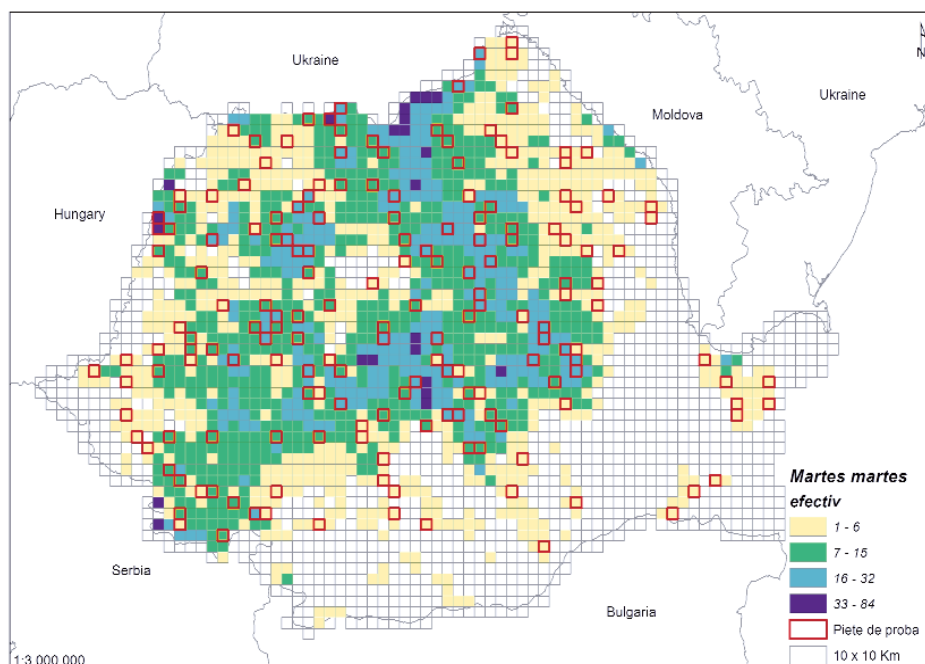 Ukraine
N
Ukraine
Moldova
Hungary
Serbia
Bulgaria
Martes martes
efectiv
1 - 6
7 - 15
16 - 32
33 - 84
Piete de proba
10 x 10 Km
1:3 000 000